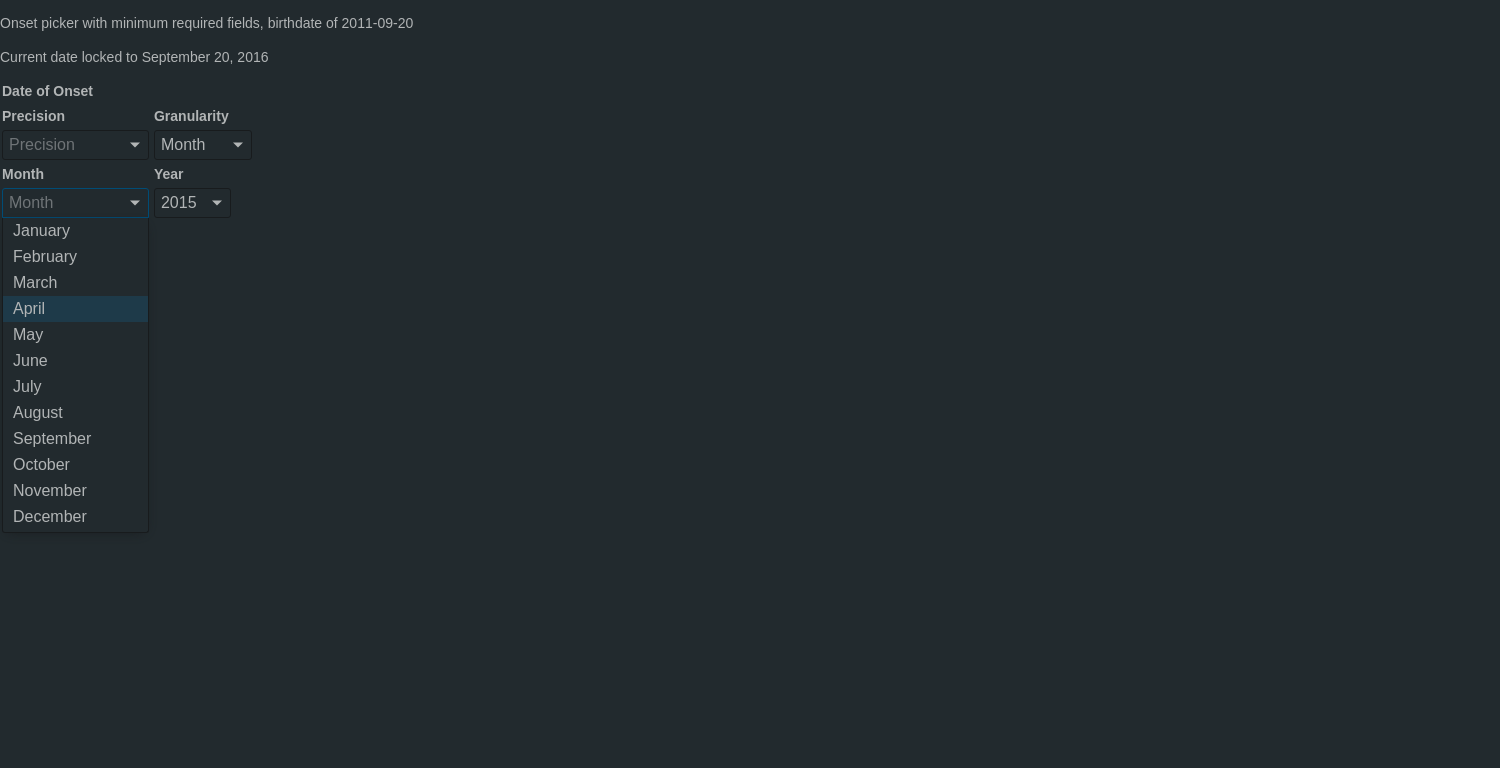 Onset picker with minimum required fields, birthdate of 2011-09-20
Current date locked to September 20, 2016
Date of Onset
Precision Granularity
Precision Month
Month Year
Month 2015
January
February
March
April
May
June
July
August
September
October
November
December